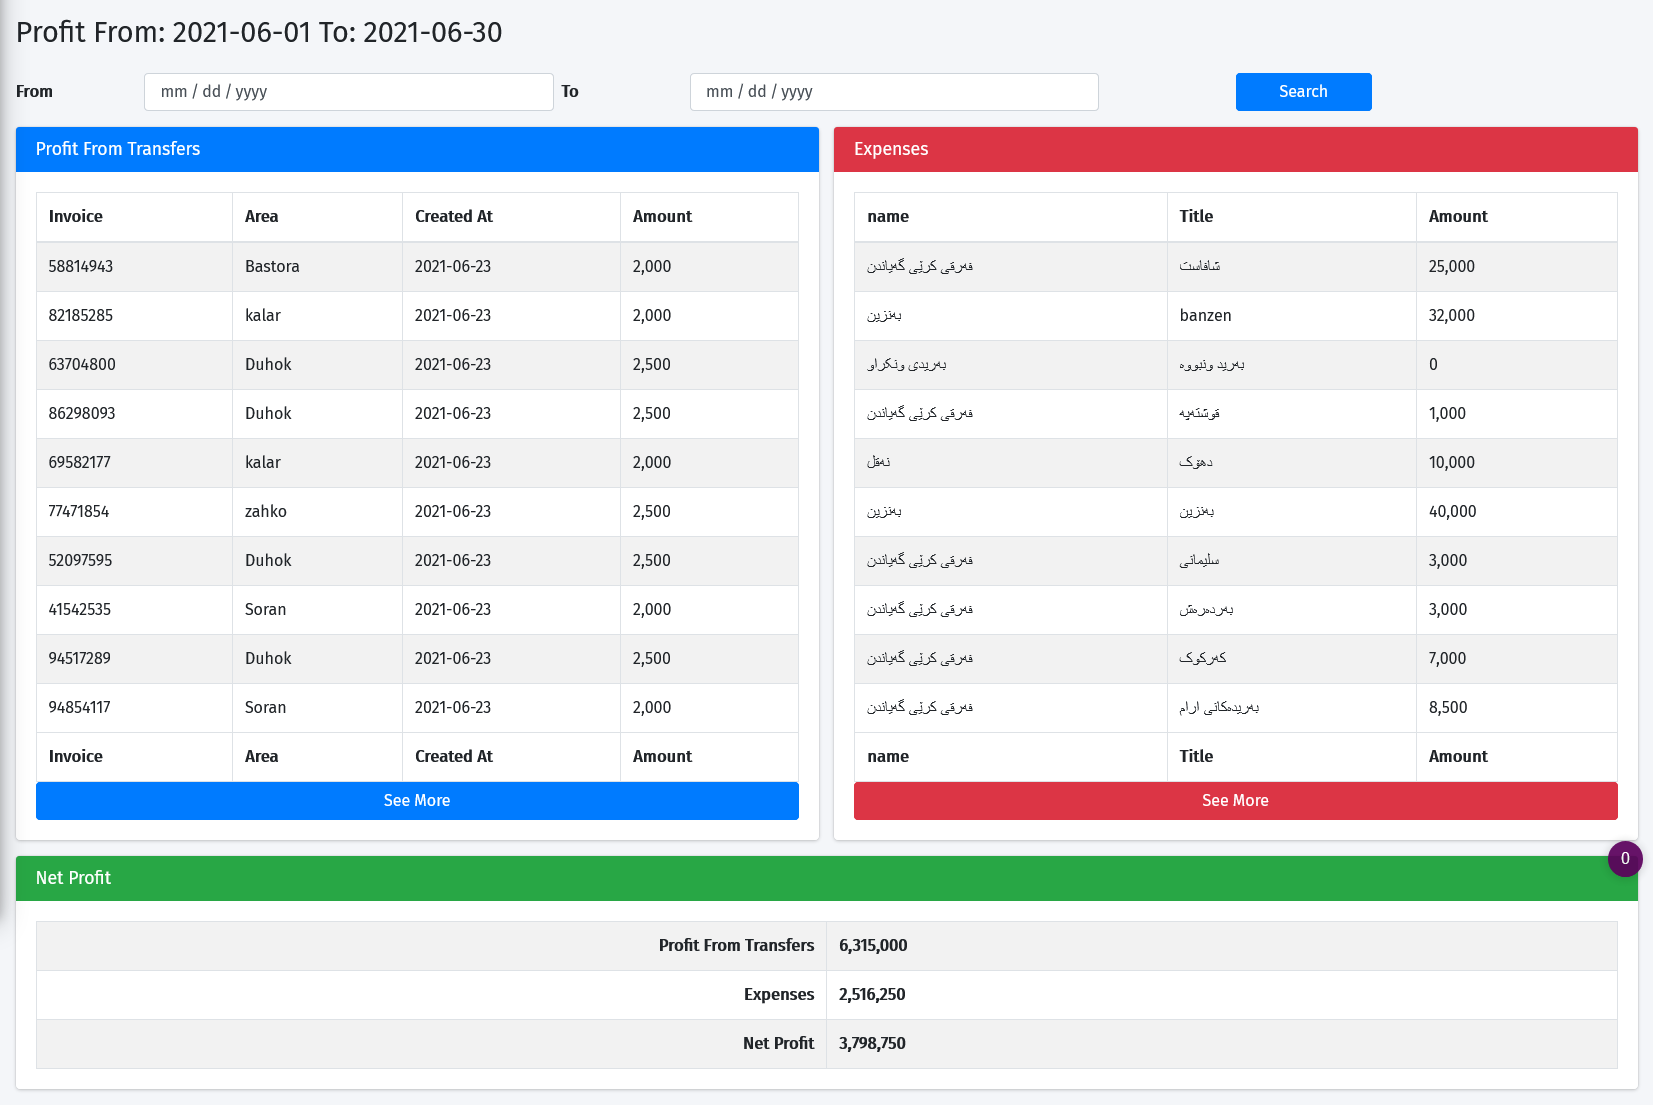 Profit From: 2021-06-01 To: 2021-06-30
From mm / dd / yyyy To mm / dd / yyyy Search
Profit From Transfers
Invoice Area Created At Amount
58814943 Bastora 2021-06-23 2,000
82185285 kalar 2021-06-23 2,000
63704800 Duhok 2021-06-23 2,500
86298093 Duhok 2021-06-23 2,500
69582177 kalar 2021-06-23 2,000
77471854 zahko 2021-06-23 2,500
52097595 Duhok 2021-06-23 2,500
41542535 Soran 2021-06-23 2,000
94517289 Duhok 2021-06-23 2,500
94854117 Soran 2021-06-23 2,000
Invoice Area Created At Amount
See More
Expenses
name Title Amount
فەرقی کرێی گەیاندن شافاست 25,000
بەنزین banzen 32,000
بەریدی ونکراو بەرید ونبووە 0
فەرقی کرێی گەیاندن قوشتەپە 1,000
نەقل دهۆک 10,000
بەنزین بەنزین 40,000
فەرقی کرێی گەیاندن سلیمانی 3,000
فەرقی کرێی گەیاندن بەردەرەش 3,000
فەرقی کرێی گەیاندن کەرکوک 7,000
فەرقی کرێی گەیاندن بەریدەکانی ارام 8,500
name Title Amount
See More
0
Net Profit
Profit From Transfers 6,315,000
Expenses 2,516,250
Net Profit 3,798,750